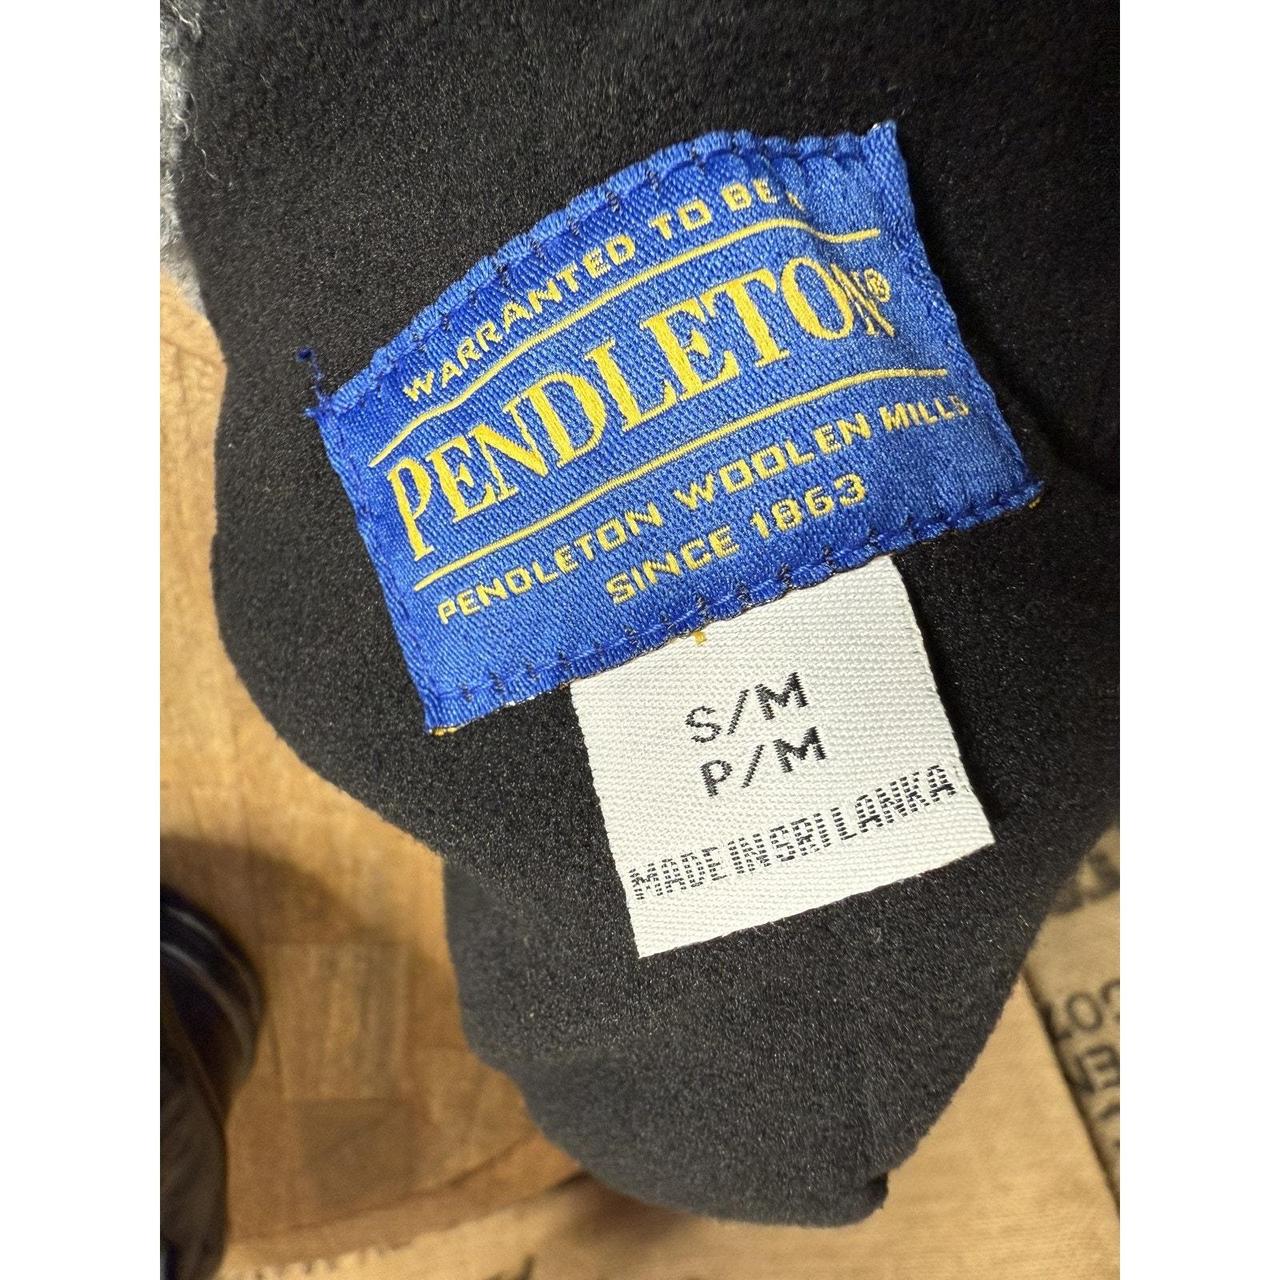 WARRANTED TO BE
PENDLETON®
PENDLETON WOOLEN MILLS
SINCE 1863
S/M
P/M
MADE IN SRI LANKA